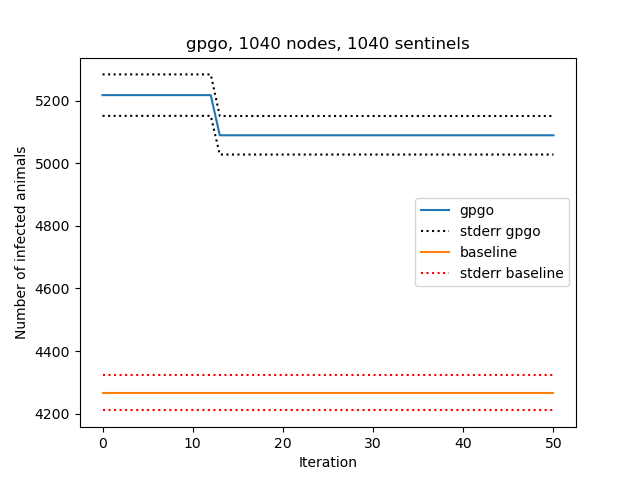 gpgo, 1040 nodes, 1040 sentinels
Number of infected animals
5200
5000
4800
4600
4400
4200
gpgo
stderr gpgo
baseline
stderr baseline
0 10 20 30 40 50
Iteration